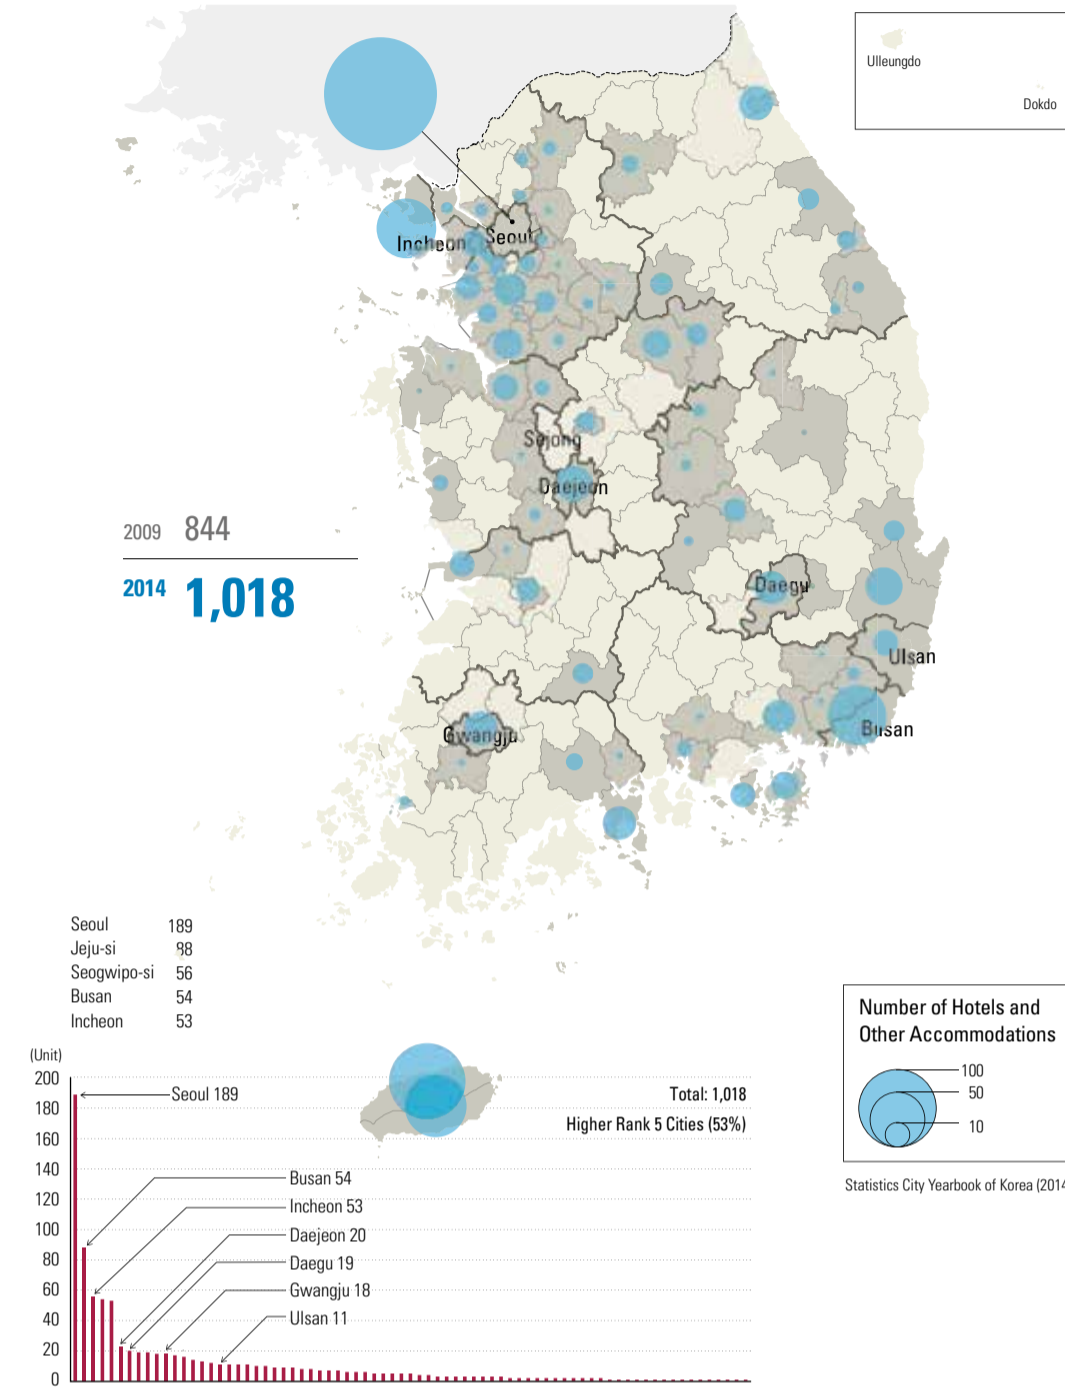 Ulleungdo
Dokdo
Incheon
Seoul
Sejong
Daejeon
2009 844
2014 1,018
Daegu
Ulsan
Gwangju
Busan
Seoul 189
Jeju-si 88
Seogwipo-si 56
Busan 54
Incheon 53
Number of Hotels and
Other Accommodations
100
50
10
Statistics City Yearbook of Korea (2014
(Unit)
200
180
160
140
120
100
80
60
40
20
0
Seoul 189
Busan 54
Incheon 53
Daejeon 20
Daegu 19
Gwangju 18
Ulsan 11
Total: 1,018
Higher Rank 5 Cities (53%)